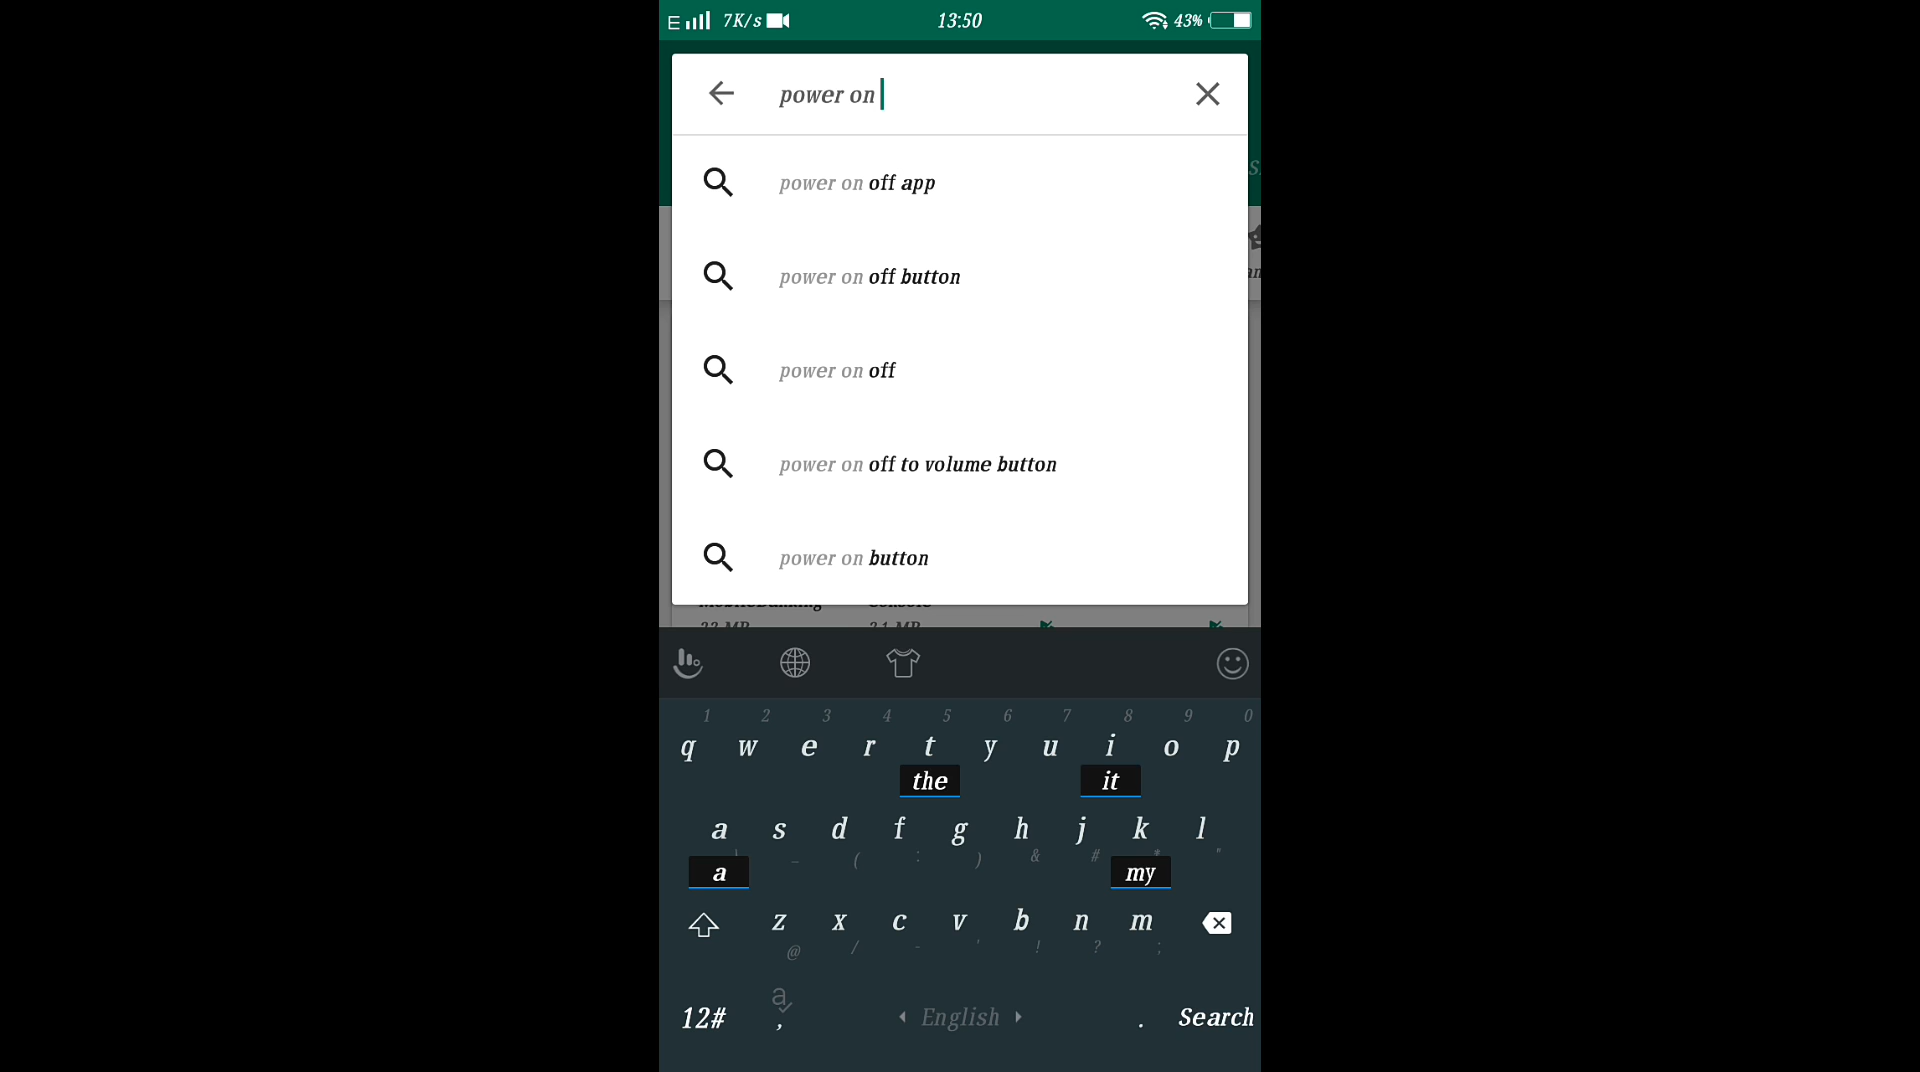 E 7K/s 13:50 43%
power on
power on off app
power on off button
power on off
power on off to volume button
power on button
1 2 3 4 5 6 7 8 9 0
q w e r t y u i o p
the it
a s d f g h j k l
\ _ ( : ) & # * "
a my
z x c v b n m
@ / - ' ! ? ;
a
12# , English . Search